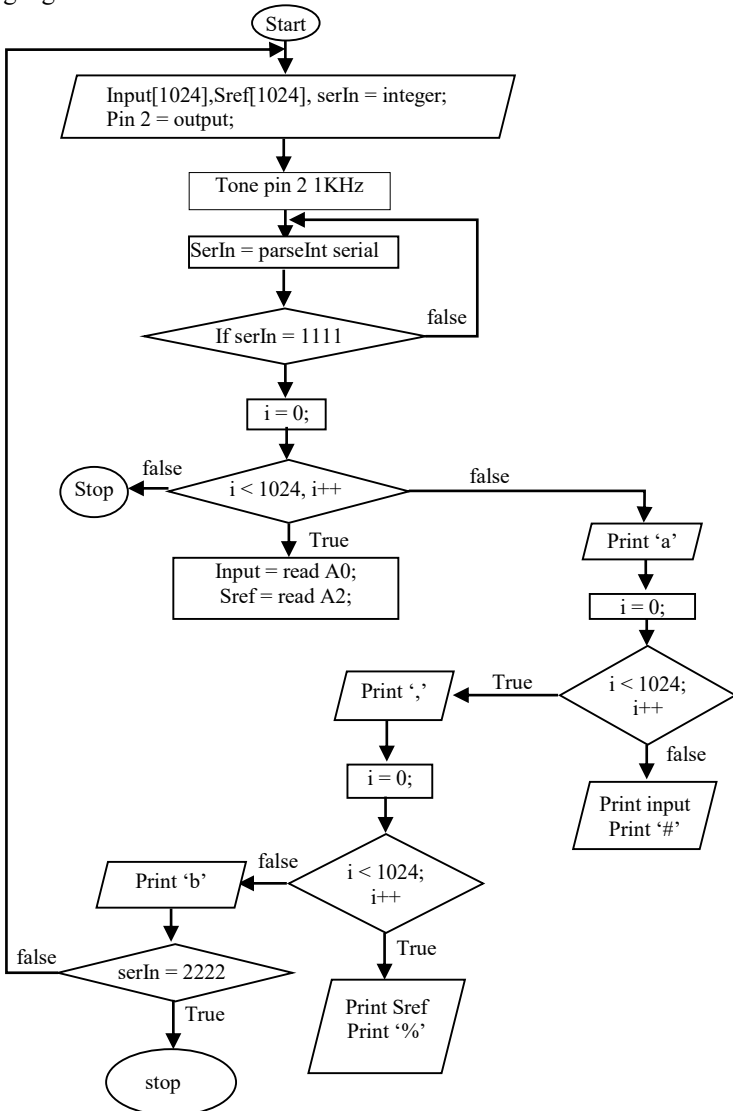 Start
Input[1024],Sref[1024], serIn = integer;
Pin 2 = output;
Tone pin 2 1KHz
SerIn = parseInt serial
If serIn = 1111
false
i = 0;
i < 1024, i++
false
Stop
false
True
Input = read A0;
Sref = read A2;
Print ‘a’
i = 0;
i < 1024;
i++
True
false
Print input
Print ‘#’
Print ‘,’
i = 0;
i < 1024;
i++
false
True
Print Sref
Print ‘%’
Print ‘b’
serIn = 2222
false
True
stop